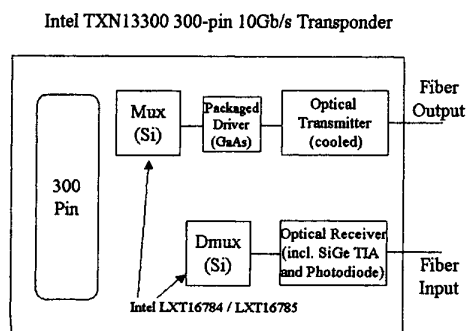 Intel TXN13300 300-pin 10Gb/s Transponder
Mux
(Si)
Packaged
Driver
(GaAs)
Optical
Transmitter
(cooled)
Fiber
Output
300
Pin
Dmux
(Si)
Optical Receiver
(incl. SiGe TIA
and Photodiode)
Fiber
Input
Intel LXT16784 / LXT16785